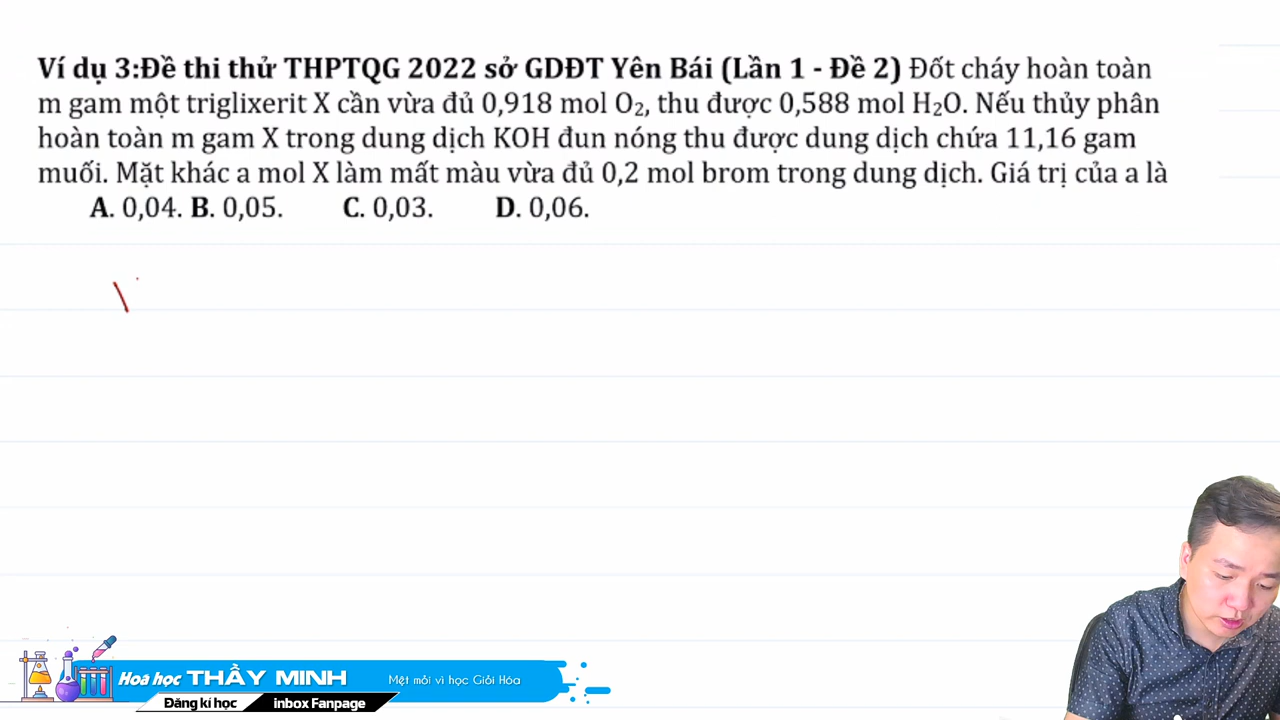 Ví dụ 3:Đề thi thử THPTQG 2022 sở GDĐT Yên Bái (Lần 1 - Đề 2) Đốt cháy hoàn toàn
m gam một triglixerit X cần vừa đủ 0,918 mol O₂, thu được 0,588 mol H₂O. Nếu thủy phân
hoàn toàn m gam X trong dung dịch KOH đun nóng thu được dung dịch chứa 11,16 gam
muối. Mặt khác a mol X làm mất màu vừa đủ 0,2 mol brom trong dung dịch. Giá trị của a là
A. 0,04. B. 0,05. C. 0,03. D. 0,06.
Hoá học THẦY MINH
Mệt mỏi vì học Giỏi Hóa
Đăng kí học inbox Fanpage